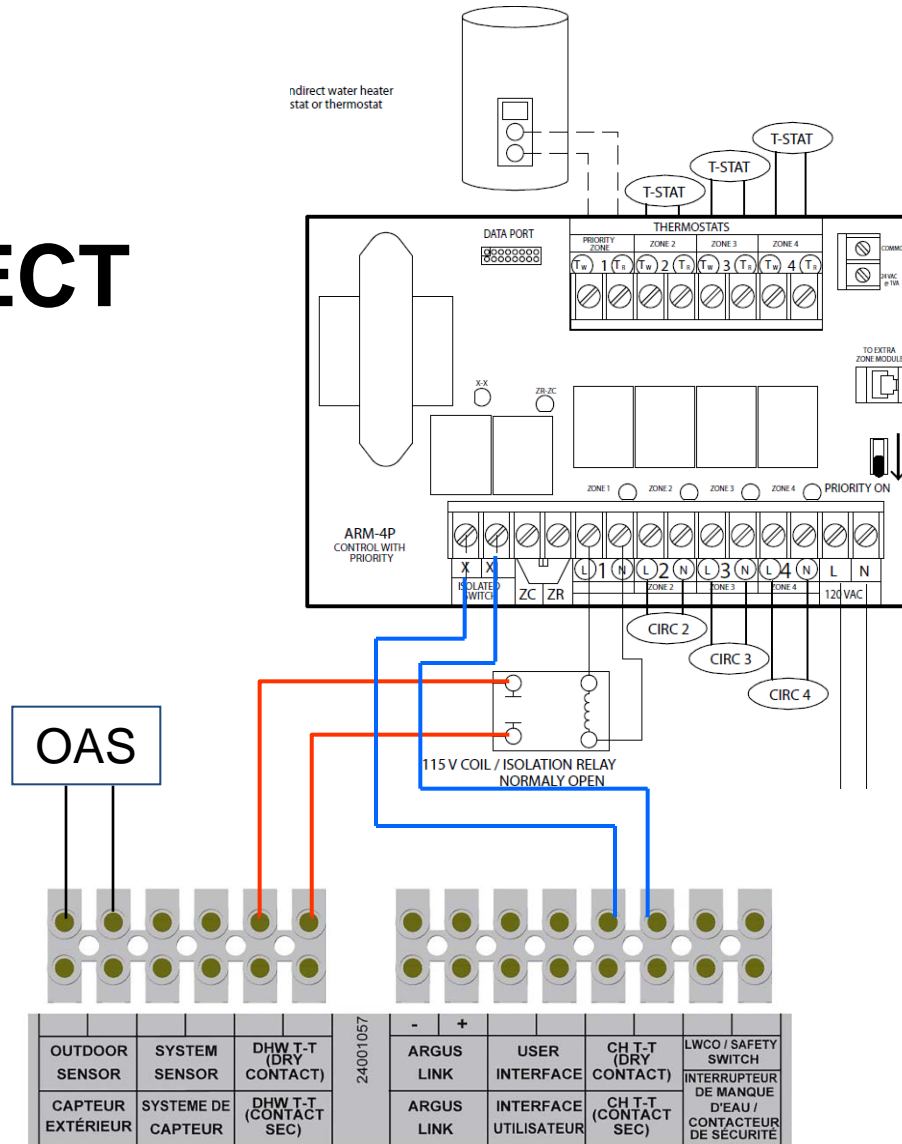 ndirect water heater
stat or thermostat
T-STAT
T-STAT
T-STAT
ECT
DATA PORT
THERMOSTATS
PRIORITY
ZONE
ZONE 2
ZONE 3
ZONE 4
TW 1 TR TW 2 TR TW 3 TR TW 4 TR
COMMO
24 VAC
@ 1VA
TO EXTRA
ZONE MODULE
X-X
ZR-ZC
ZONE 1
ZONE 2
ZONE 3
ZONE 4
PRIORITY ON
ARM-4P
CONTROL WITH
PRIORITY
X X
ISOLATED
SWITCH
ZC ZR
L 1 N L 2 N L 3 N L 4 N L N
ZONE 2
ZONE 3
ZONE 4
120 VAC
CIRC 2
CIRC 3
CIRC 4
115 V COIL / ISOLATION RELAY
NORMALY OPEN
OAS
- +
OUTDOOR
SENSOR
SYSTEM
SENSOR
DHW T-T
(DRY
CONTACT)
24001057
ARGUS
LINK
USER
INTERFACE
CH T-T
(DRY
CONTACT)
LWCO / SAFETY
SWITCH
CAPTEUR
EXTÉRIEUR
SYSTEME DE
CAPTEUR
DHW T-T
(CONTACT
SEC)
ARGUS
LINK
INTERFACE
UTILISATEUR
CH T-T
(CONTACT
SEC)
INTERRUPTEUR
DE MANQUE
D'EAU /
CONTACTEUR
DE SÉCURITÉ